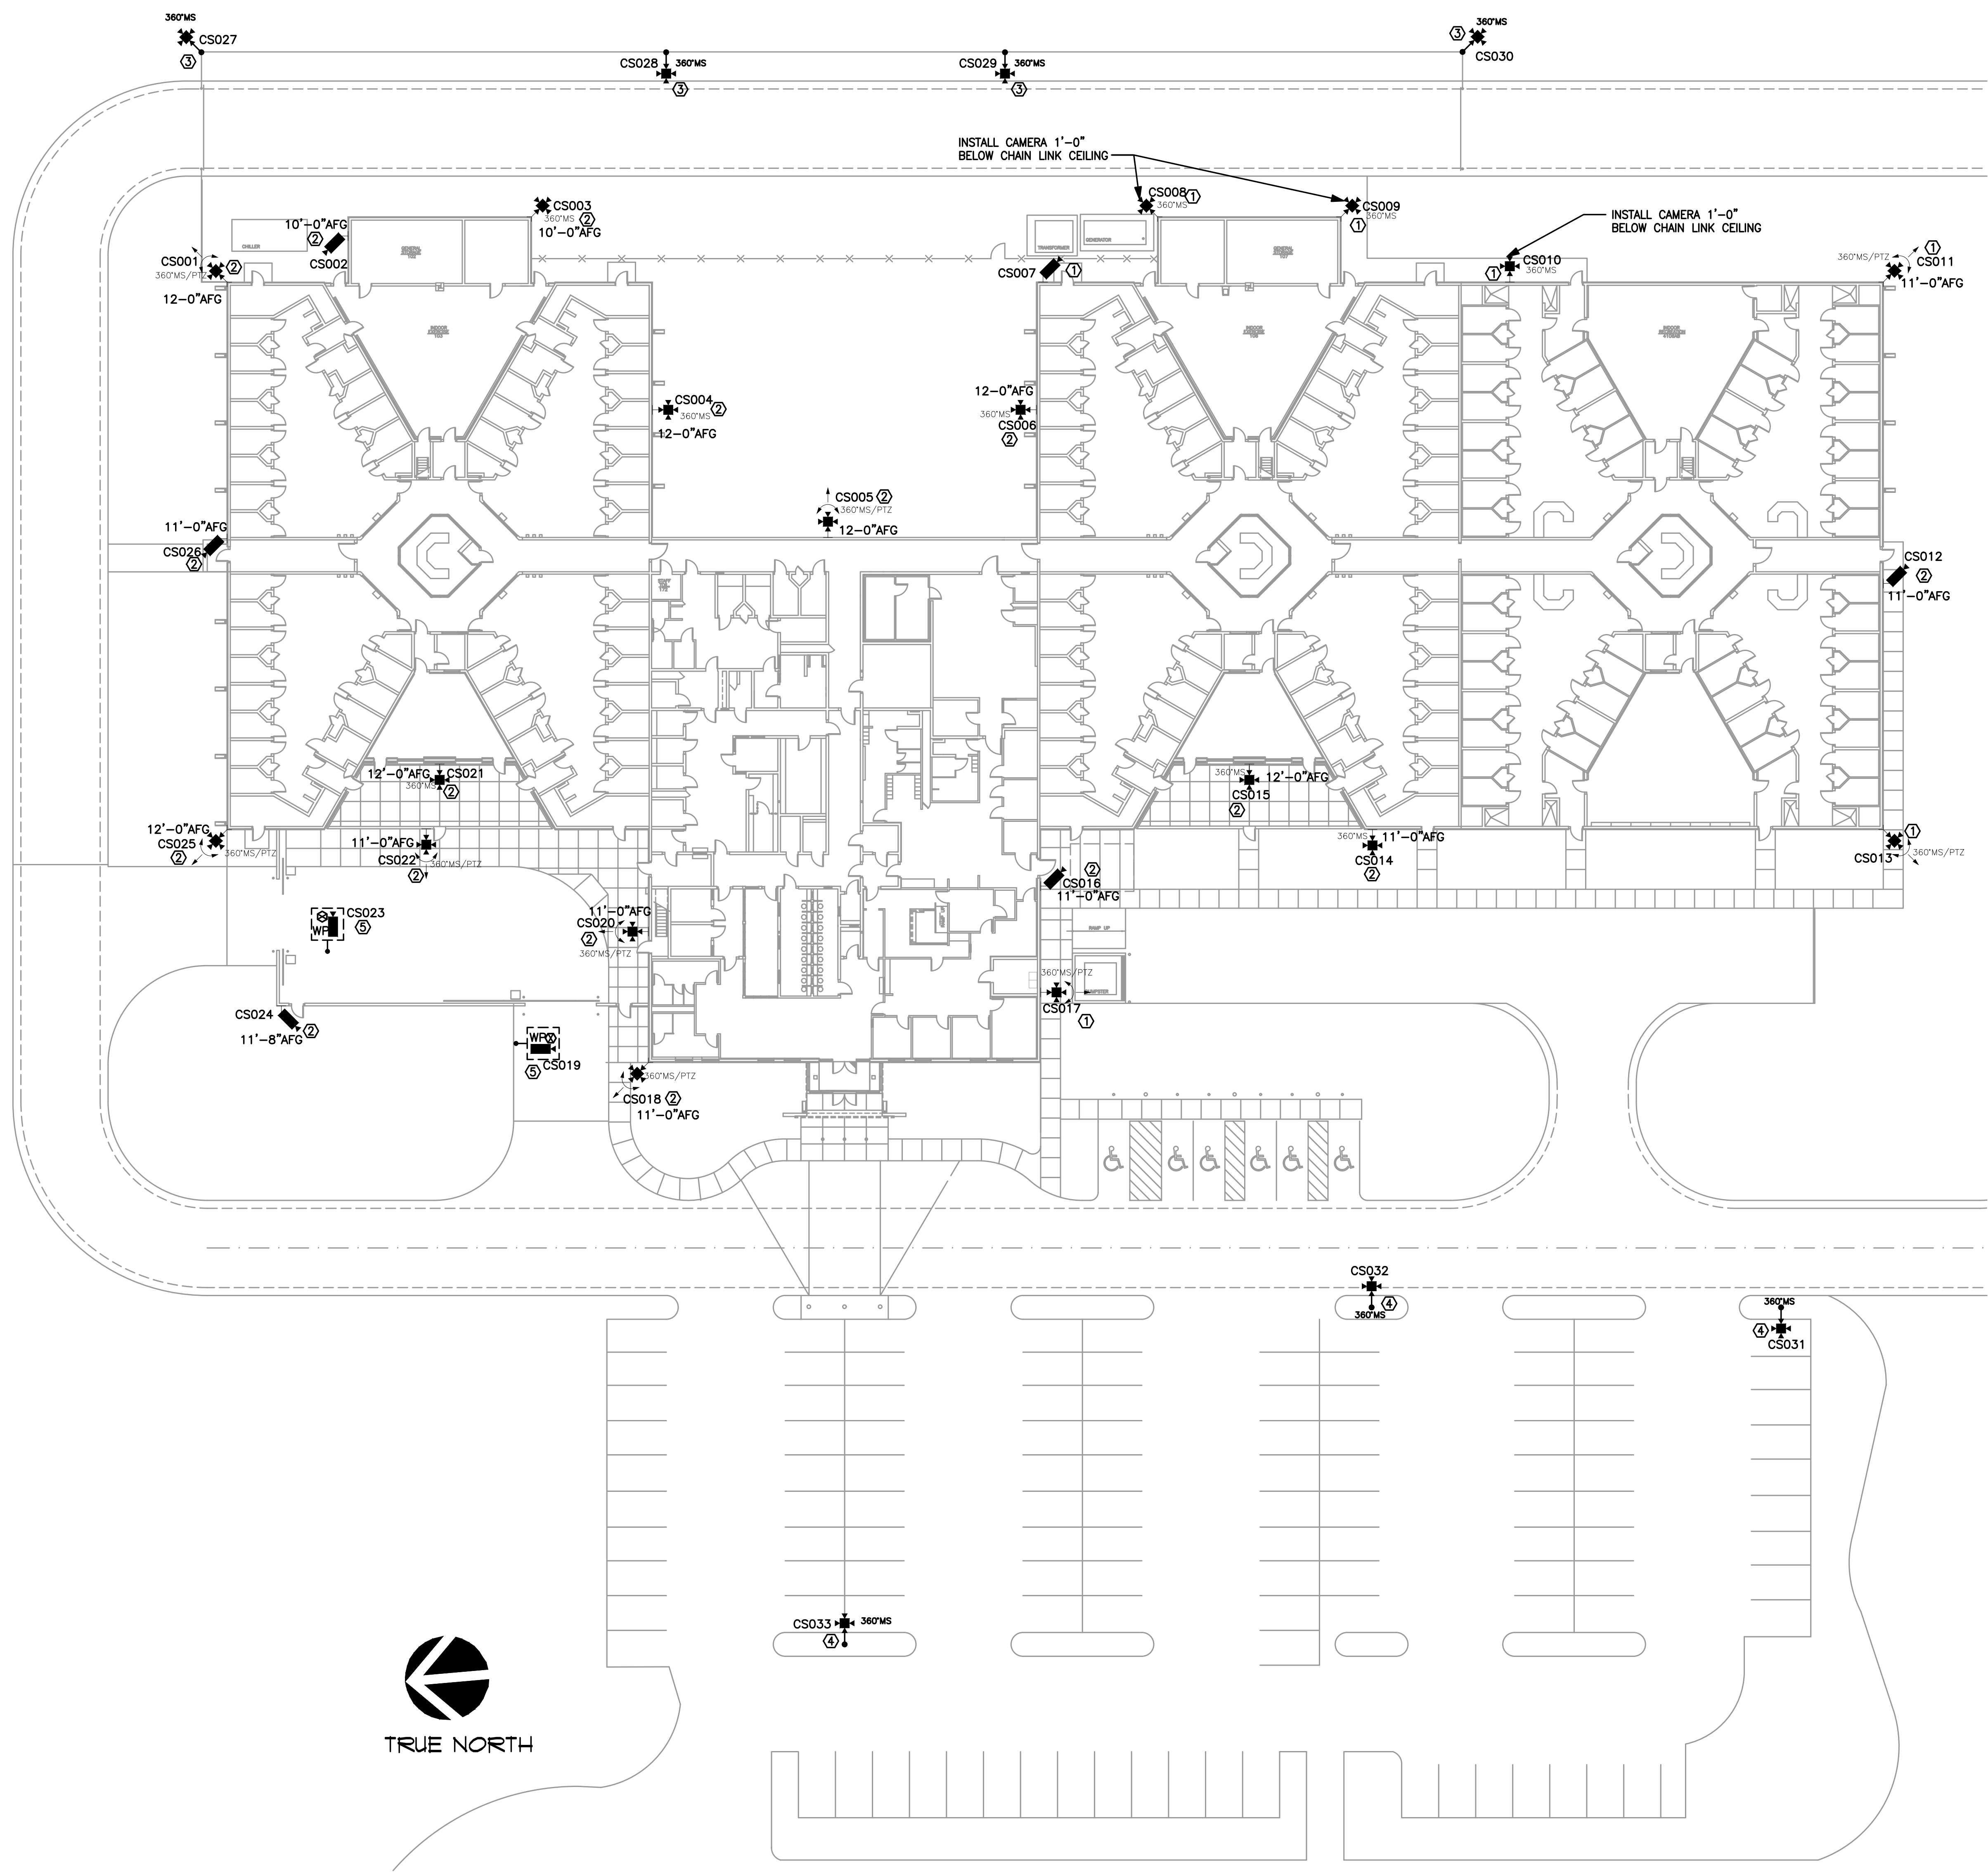 360°MS
CS027
3
CS028
360°MS
3
CS029
360°MS
3
360°MS
3
CS030
INSTALL CAMERA 1'-0"
BELOW CHAIN LINK CEILING
CS003
360°MS
2
10'-0"AFG
10'-0"AFG
2
CS002
CHILLER
CS001
2
360°MS/PTZ
12-0"AFG
CS008
1
360°MS
CS009
360°MS
1
INSTALL CAMERA 1'-0"
BELOW CHAIN LINK CEILING
TRANSFORMER
GENERATOR
CS007
1
CS010
1
360°MS
360°MS/PTZ
1
CS011
11'-0"AFG
GENERAL
STORAGE
GENERAL
STORAGE
INDOOR
INDOOR
INDOOR
RECREATION
CS004
360°MS
2
12-0"AFG
12-0"AFG
360°MS
CS006
2
CS005
2
360°MS/PTZ
12-0"AFG
11'-0"AFG
CS026
2
CS012
2
11'-0"AFG
STAFF
12'-0"AFG
CS021
360°MS
2
360°MS
12'-0"AFG
CS015
2
12'-0"AFG
CS025
360°MS/PTZ
2
11'-0"AFG
CS022
360°MS/PTZ
2
360°MS
11'-0"AFG
CS014
2
1
CS013
360°MS/PTZ
2
CS016
11'-0"AFG
WP
CS023
5
11'-0"AFG
CS020
2
360°MS/PTZ
RAMP UP
360°MS/PTZ
DUMPSTER
CS017
1
CS024
2
11'-8"AFG
WP
CS019
5
360°MS/PTZ
CS018
2
11'-0"AFG
CS032
4
360°MS
360°MS
4
CS031
CS033
360°MS
4
TRUE NORTH